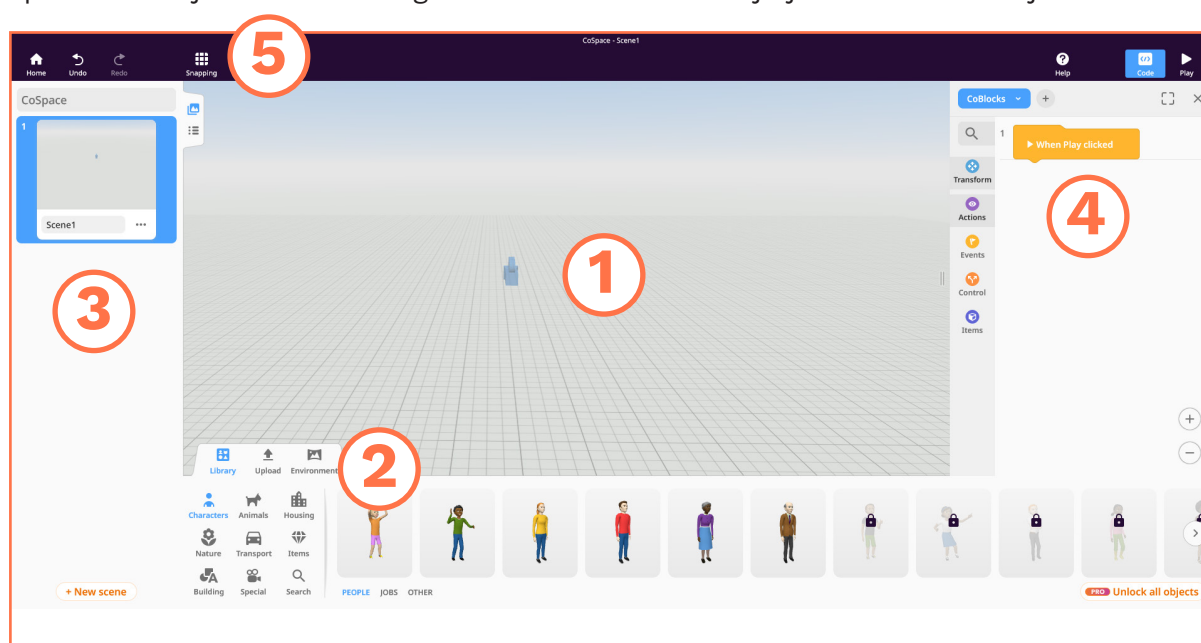 CoSpace - Scene1
Home Undo Redo Snapping 5 Help Code Play
CoSpace
1
Scene1 ...
3
+ New scene
1
CoBlocks +
1 When Play clicked
Transform
Actions
Events
Control
Items
4
Library Upload Environment
2
Characters Animals Housing
Nature Transport Items
Building Special Search
PEOPLE JOBS OTHER
PRO Unlock all objects